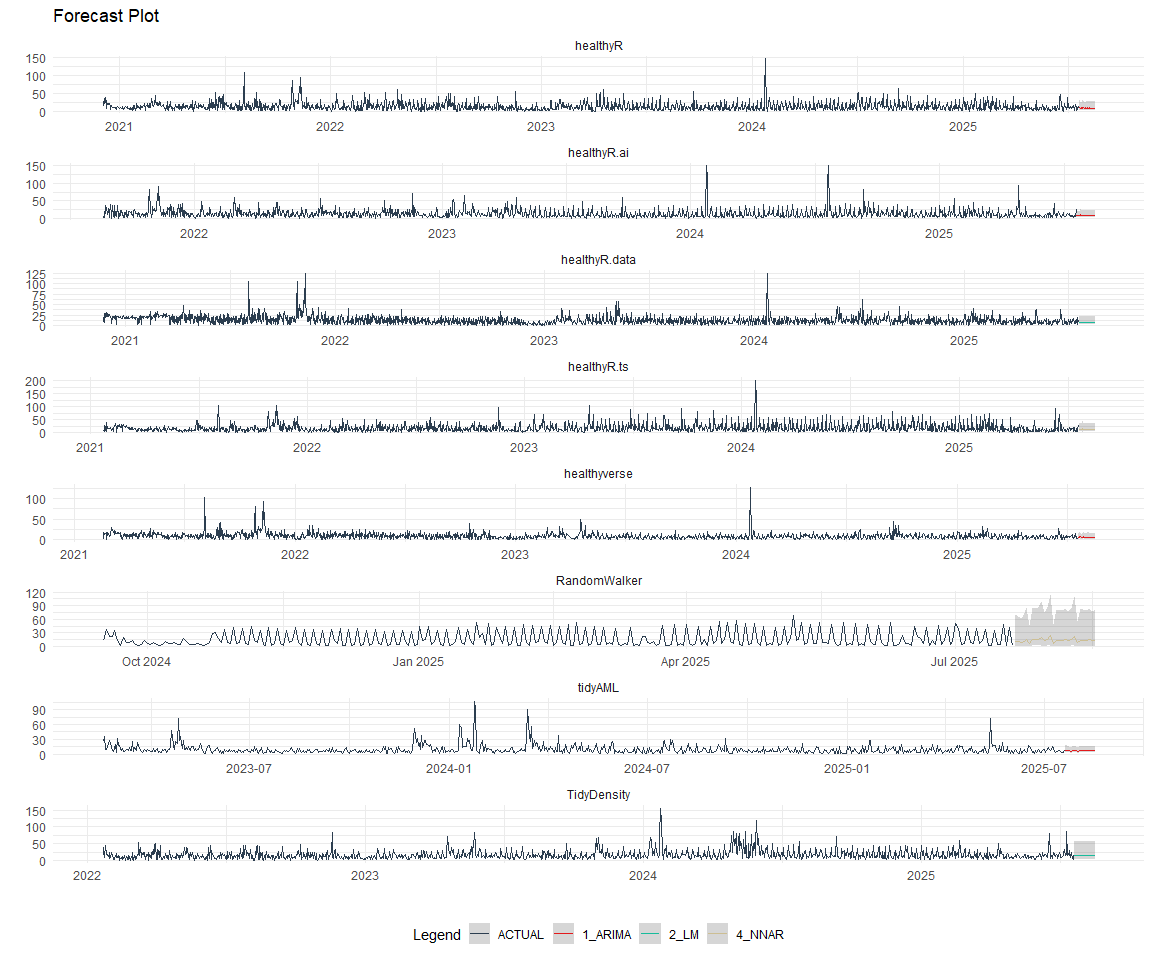 Forecast Plot
healthyR
150
100
50
0
2021 2022 2023 2024 2025
healthyR.ai
150
100
50
0
2022 2023 2024 2025
healthyR.data
125
100
75
50
25
0
2021 2022 2023 2024 2025
healthyR.ts
200
150
100
50
0
2021 2022 2023 2024 2025
healthyverse
100
50
0
2021 2022 2023 2024 2025
RandomWalker
120
90
60
30
0
Oct 2024 Jan 2025 Apr 2025 Jul 2025
tidyAML
90
60
30
0
2023-07 2024-01 2024-07 2025-01 2025-07
TidyDensity
150
100
50
0
2022 2023 2024 2025
Legend ACTUAL 1_ARIMA 2_LM 4_NNAR